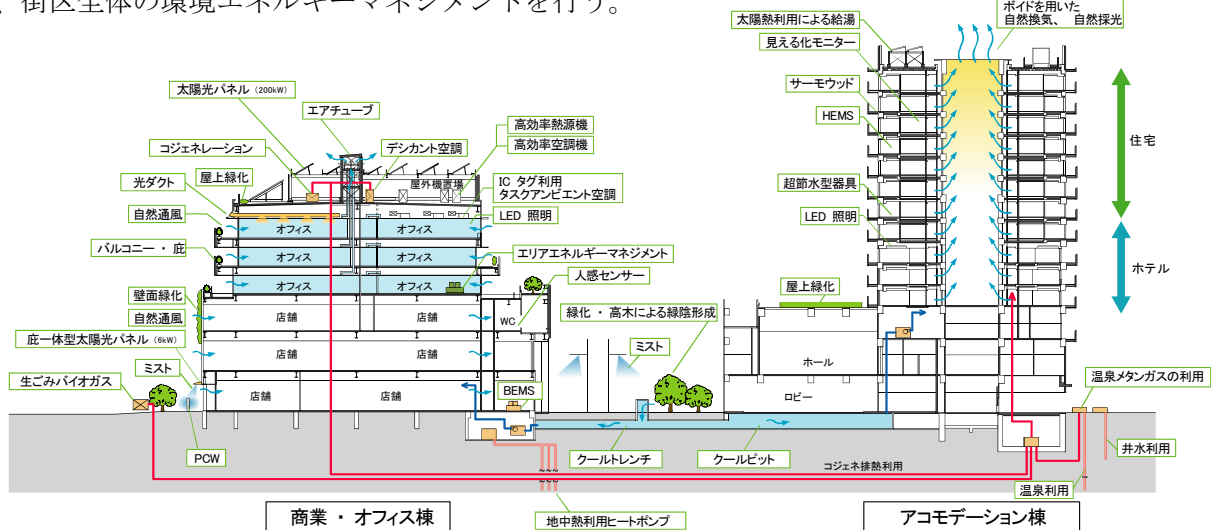 街区全体の環境エネルギーマネジメントを行う。
ボイドを用いた
自然換気、 自然採光
太陽熱利用による給湯
見える化モニター
サーモウッド
HEMS
超節水型器具
LED 照明
住宅
ホテル
太陽光パネル (200kW)
エアチューブ
コジェネレーション
デシカント空調
高効率熱源機
高効率空調機
屋外機置場
光ダクト
屋上緑化
IC タグ利用
タスクアンビエント空調
LED 照明
自然通風
オフィス
オフィス
バルコニー ・ 庇
オフィス
オフィス
エリアエネルギーマネジメント
人感センサー
オフィス
オフィス
壁面緑化
自然通風
店舗
店舗
WC
庇一体型太陽光パネル (6kW)
店舗
店舗
ミスト
生ごみバイオガス
店舗
店舗
BEMS
PCW
緑化 ・ 高木による緑陰形成
ミスト
屋上緑化
ホール
ロビー
温泉メタンガスの利用
クールトレンチ
クールピット
コジェネ排熱利用
井水利用
温泉利用
地中熱利用ヒートポンプ
商業 ・ オフィス棟
アコモデーション棟